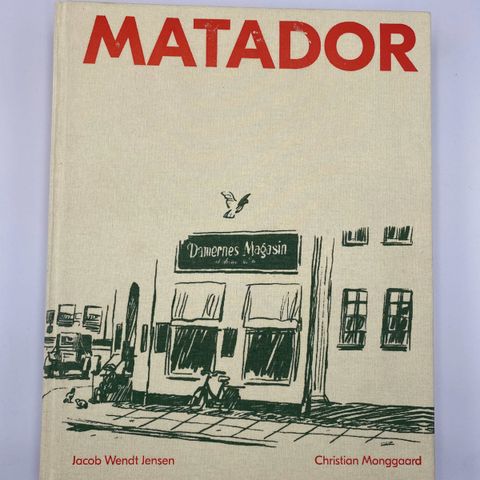 MATADOR
Damernes Magasin
Jacob Wendt Jensen
Christian Monggaard